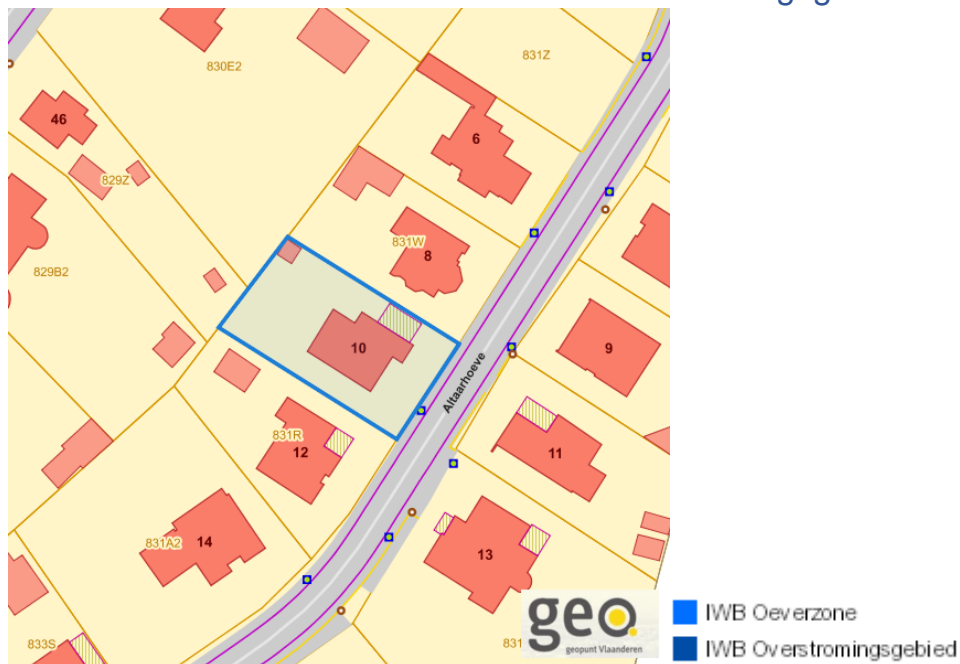 831Z
830E2
46
6
829Z
831W
8
829B2
10
9
Altaarhoeve
831R
12
11
831A2
14
13
geo.
geopunt Vlaanderen
831
833S
IWB Oeverzone
IWB Overstromingsgebied